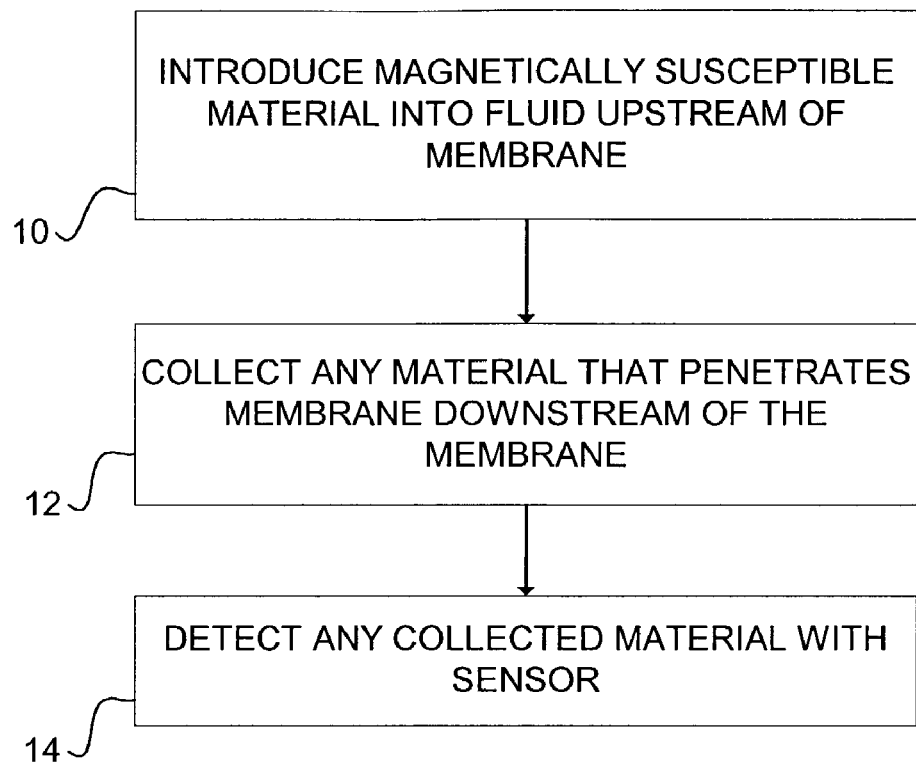 INTRODUCE MAGNETICALLY SUSCEPTIBLE
MATERIAL INTO FLUID UPSTREAM OF
MEMBRANE
10
COLLECT ANY MATERIAL THAT PENETRATES
MEMBRANE DOWNSTREAM OF THE
MEMBRANE
12
DETECT ANY COLLECTED MATERIAL WITH
SENSOR
14